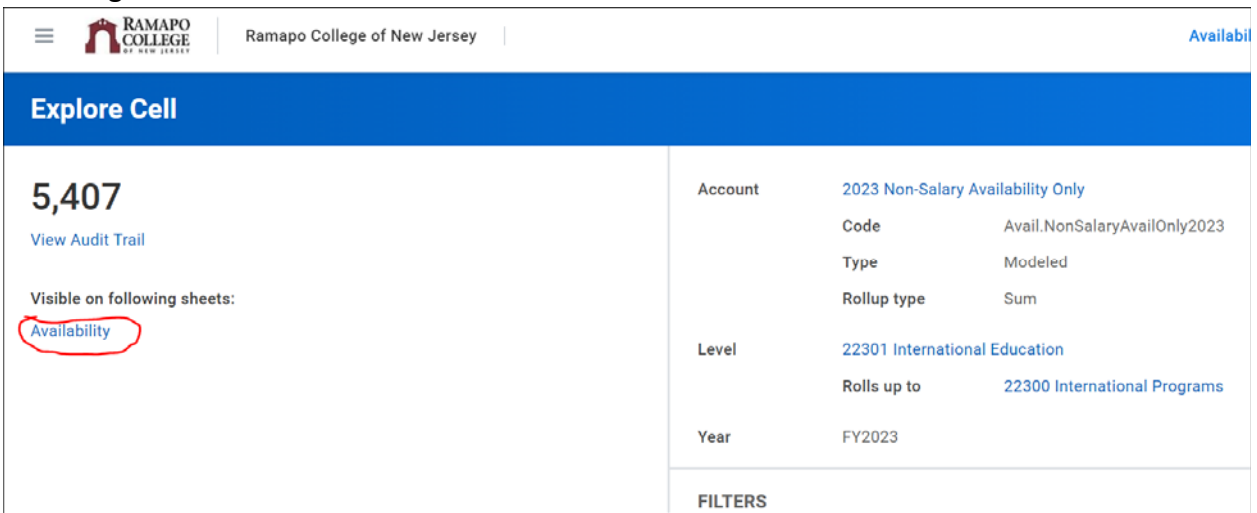 RAMAPO
COLLEGE
OF NEW JERSEY
Ramapo College of New Jersey
Availabil
Explore Cell
5,407
View Audit Trail
Visible on following sheets:
Availability
Account 2023 Non-Salary Availability Only
Code Avail.NonSalaryAvailOnly2023
Type Modeled
Rollup type Sum
Level 22301 International Education
Rolls up to 22300 International Programs
Year FY2023
FILTERS